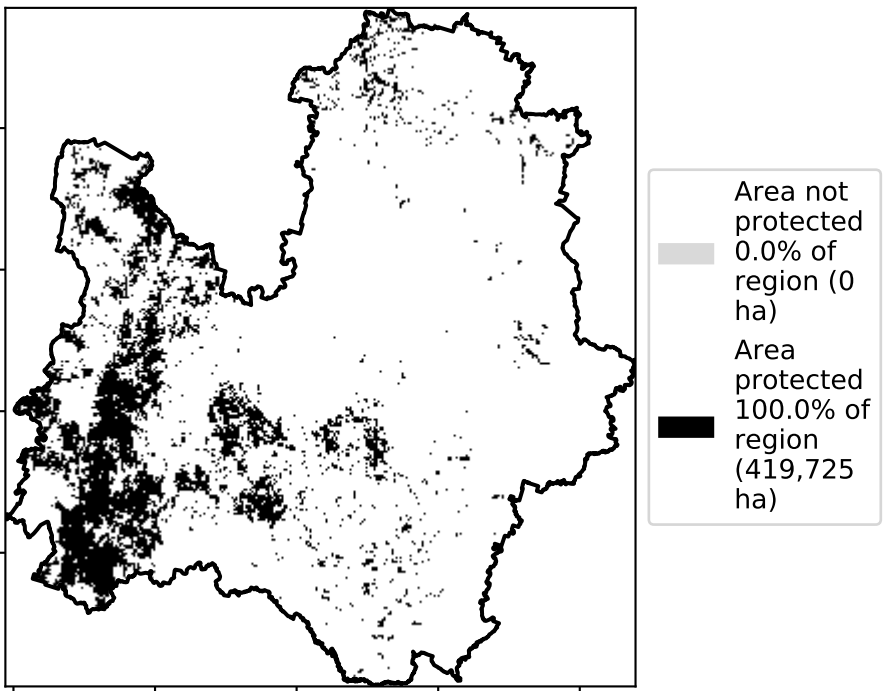 Area not
protected
0.0% of
region (0
ha)
Area
protected
100.0% of
region
(419,725
ha)